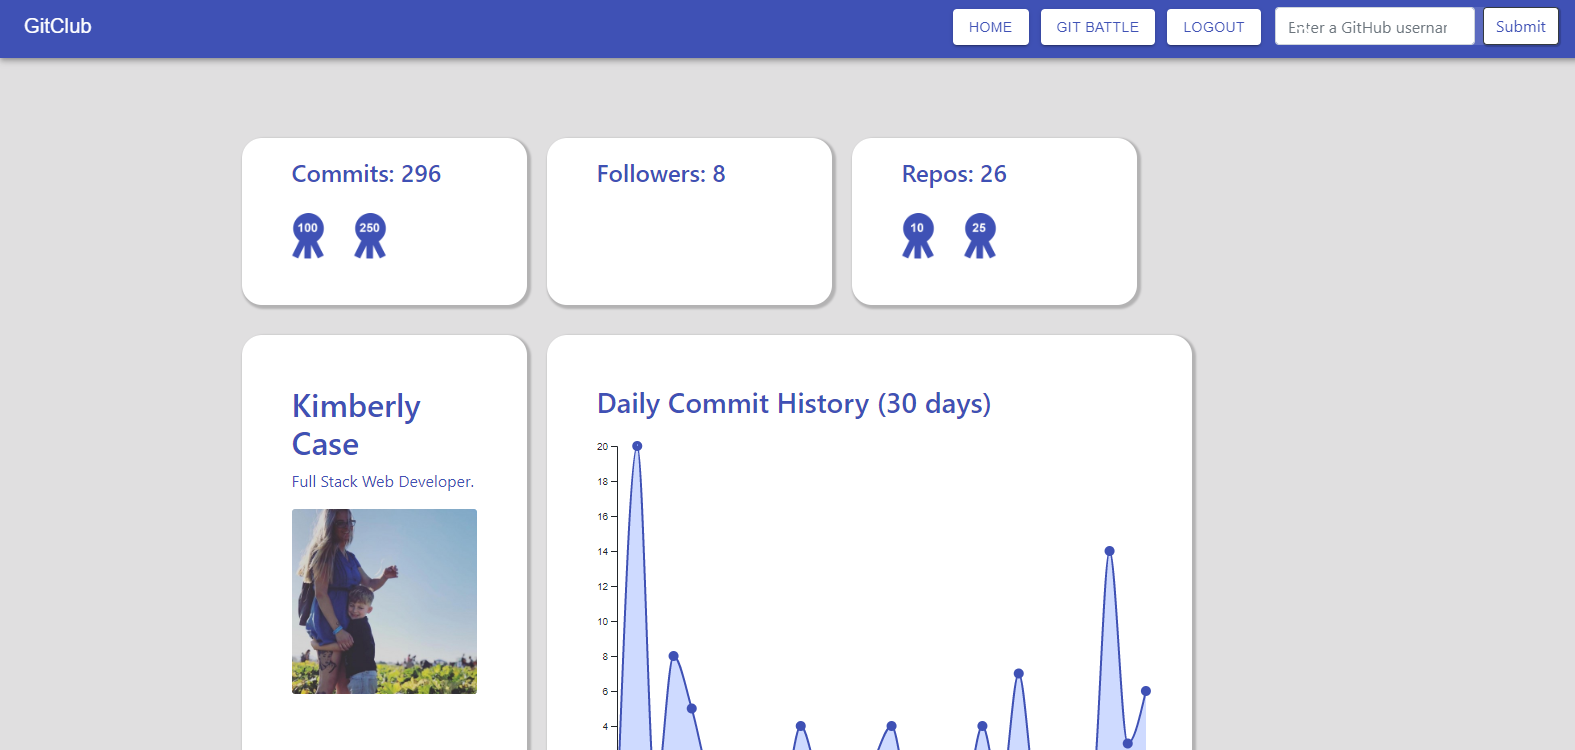 GitClub
HOME
GIT BATTLE
LOGOUT
Enter a GitHub usernar
Submit
Commits: 296
100
250
Followers: 8
Repos: 26
10
25
Kimberly
Case
Full Stack Web Developer.
Daily Commit History (30 days)
20
18
16
14
12
10
8
6
4